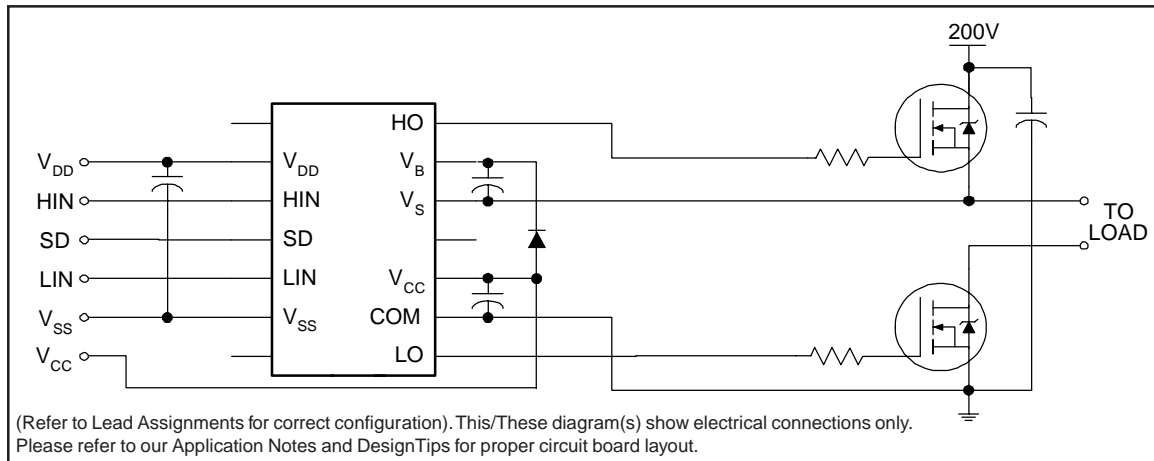 200V
HO
V_DD
V_DD
V_B
HIN
HIN
V_S
SD
SD
TO
LOAD
LIN
LIN
V_CC
V_SS
V_SS
COM
V_CC
LO
(Refer to Lead Assignments for correct configuration). This/These diagram(s) show electrical connections only.
Please refer to our Application Notes and DesignTips for proper circuit board layout.